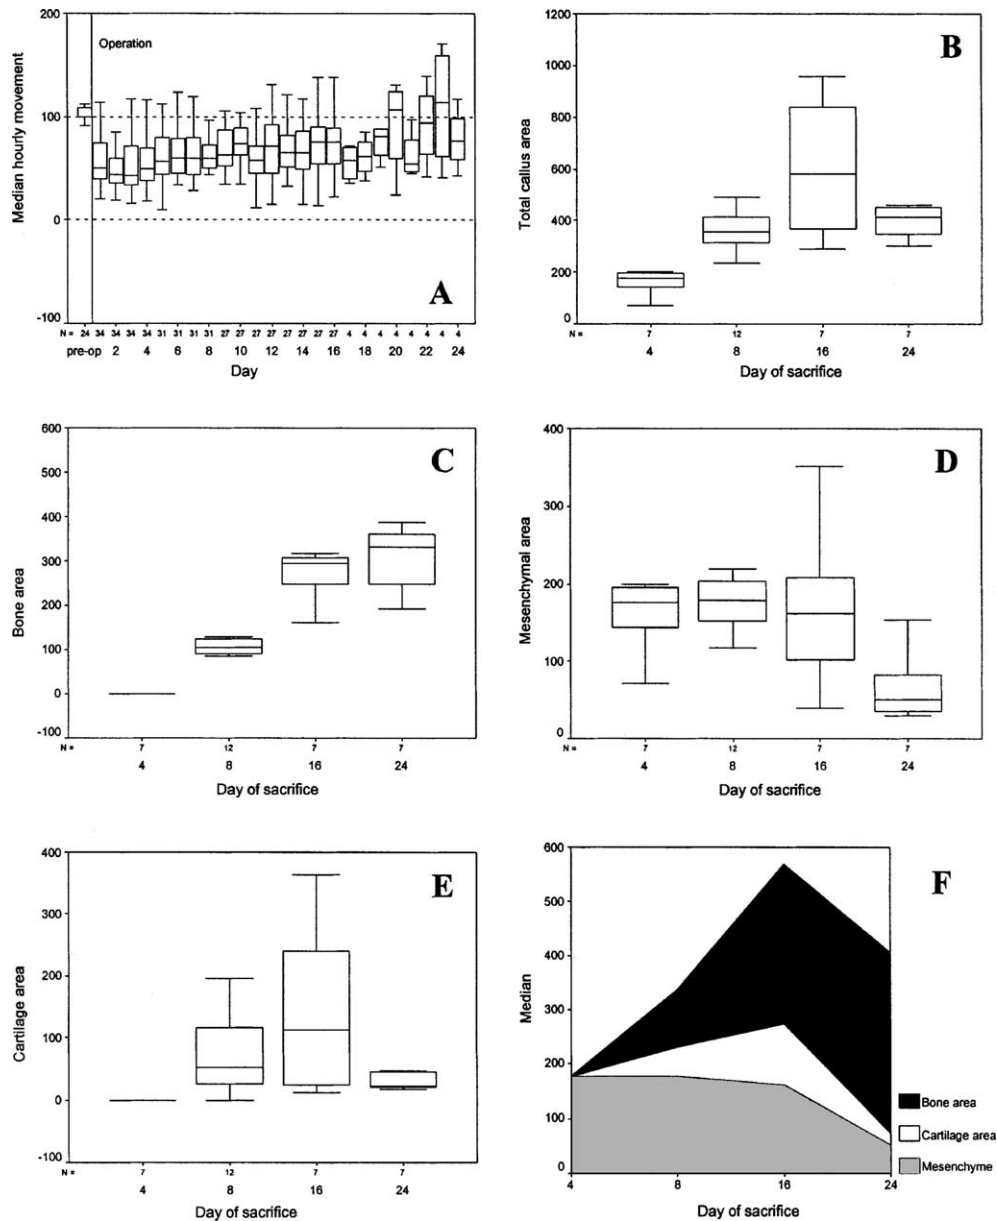 200
100
0
-100
Median hourly movement
Operation
A
N = 24 34 34 34 34 31 31 31 31 27 27 27 27 27 27 27 27 4 4 4 4 4 4 4 4
pre-op 2 4 6 8 10 12 14 16 18 20 22 24
Day
1200
1000
800
600
400
200
0
Total callus area
B
7 12 7 7
4 8 16 24
Day of sacrifice
600
500
400
300
200
100
0
-100
Bone area
C
N = 7 12 7 7
4 8 16 24
Day of sacrifice
400
300
200
100
0
Mesenchymal area
D
N = 7 12 7 7
4 8 16 24
Day of sacrifice
400
300
200
100
0
-100
Cartilage area
E
N = 7 12 7 7
4 8 16 24
Day of sacrifice
600
500
400
300
200
100
0
Median
F
Bone area
Cartilage area
Mesenchyme
4 8 16 24
Day of sacrifice